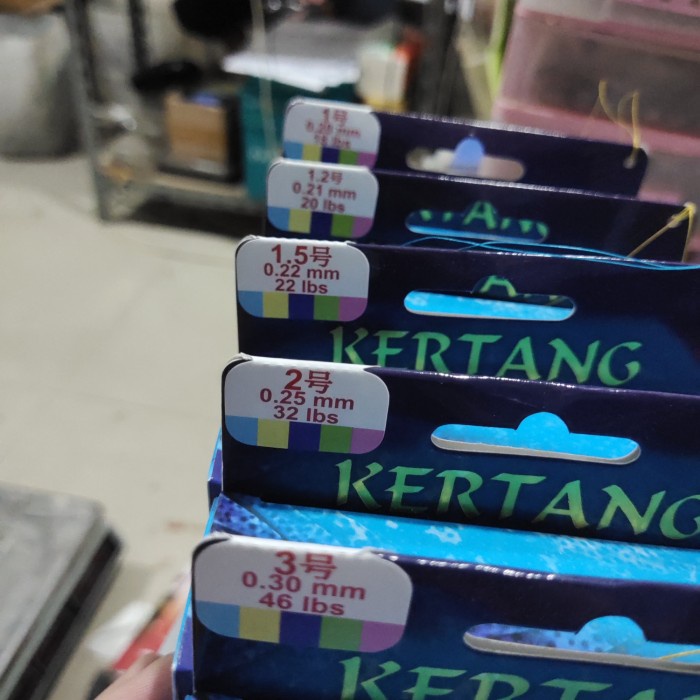 1号
1.2号
0.21 mm
20 lbs
1.5号
0.22 mm
22 lbs
KERTANG
2号
0.25 mm
32 lbs
KERTANG
3号
0.30 mm
46 lbs